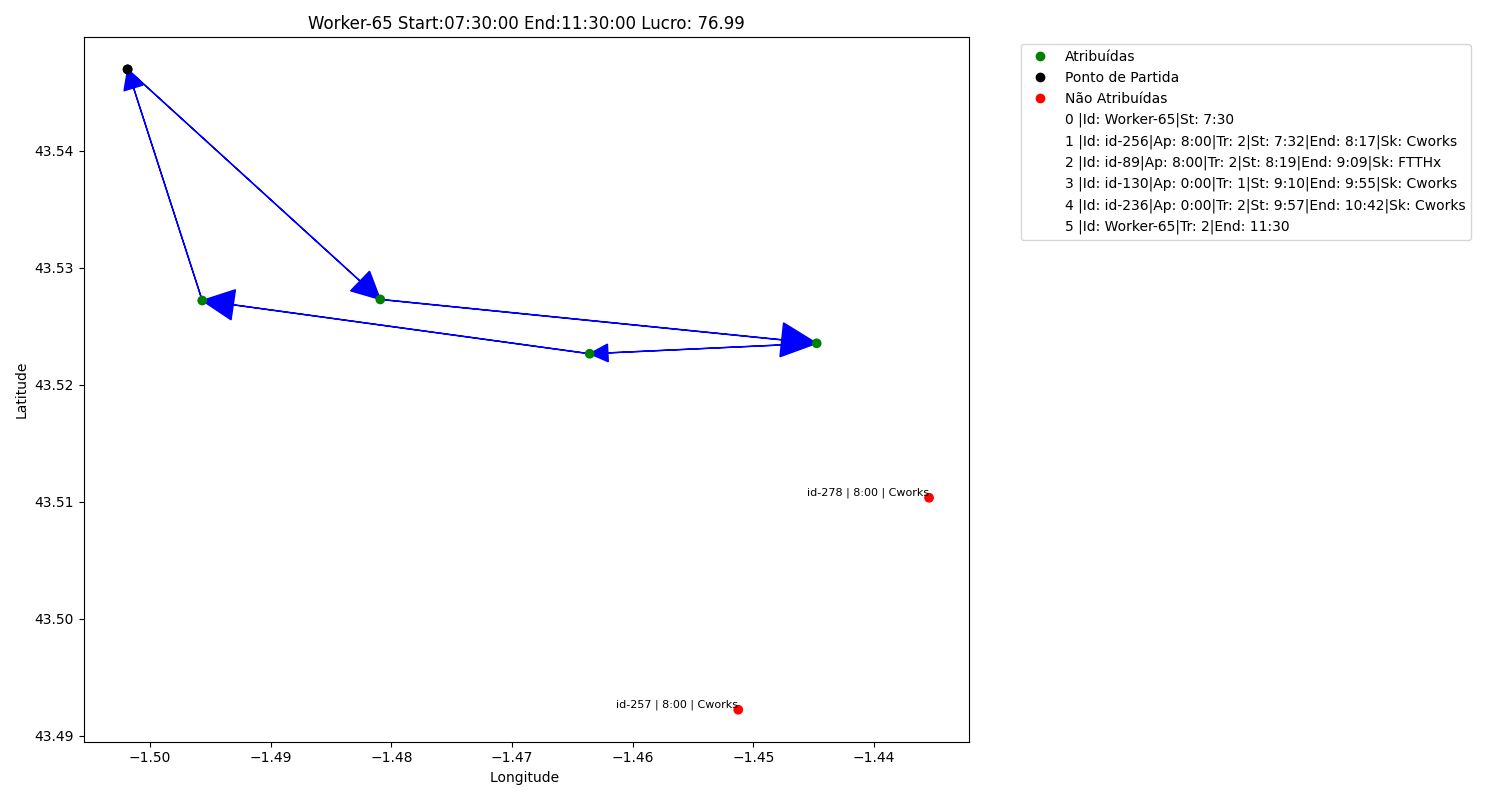 Worker-65 Start:07:30:00 End:11:30:00 Lucro: 76.99
Atribuídas
Ponto de Partida
Não Atribuídas
0 |Id: Worker-65|St: 7:30
1 |Id: id-256|Ap: 8:00|Tr: 2|St: 7:32|End: 8:17|Sk: Cworks
2 |Id: id-89|Ap: 8:00|Tr: 2|St: 8:19|End: 9:09|Sk: FTTHx
3 |Id: id-130|Ap: 0:00|Tr: 1|St: 9:10|End: 9:55|Sk: Cworks
4 |Id: id-236|Ap: 0:00|Tr: 2|St: 9:57|End: 10:42|Sk: Cworks
5 |Id: Worker-65|Tr: 2|End: 11:30
Latitude
43.54
43.53
43.52
43.51
43.50
43.49
id-278 | 8:00 | Cworks
id-257 | 8:00 | Cworks
−1.50
−1.49
−1.48
−1.47
−1.46
−1.45
−1.44
Longitude